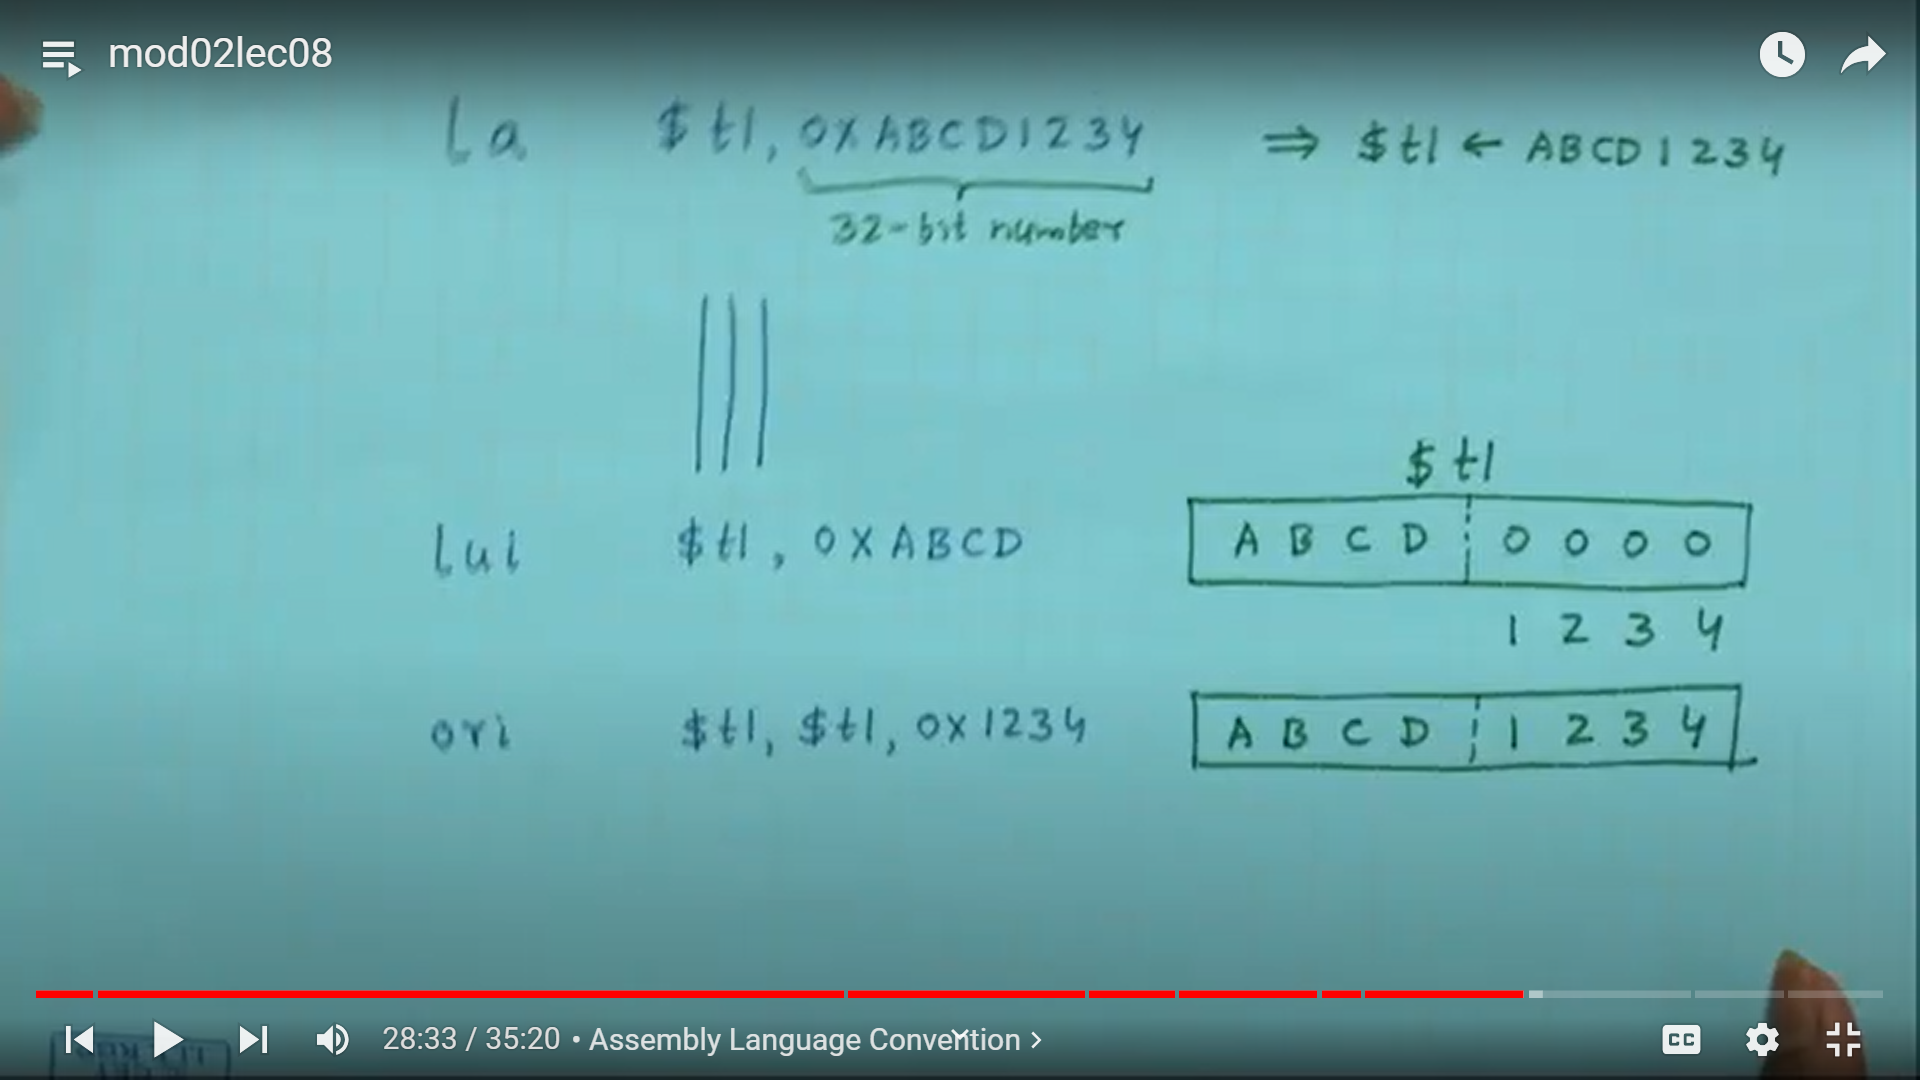 mod02lec08
la $t1, 0XABCD1234 ⇒ $t1 ← ABCD1234
32-bit number
$t1
lui $t1, 0XABCD
A B C D 0 0 0 0
1 2 3 4
ori $t1, $t1, 0x1234
A B C D 1 2 3 4
28:33 / 35:20 • Assembly Language Convention ›
CC